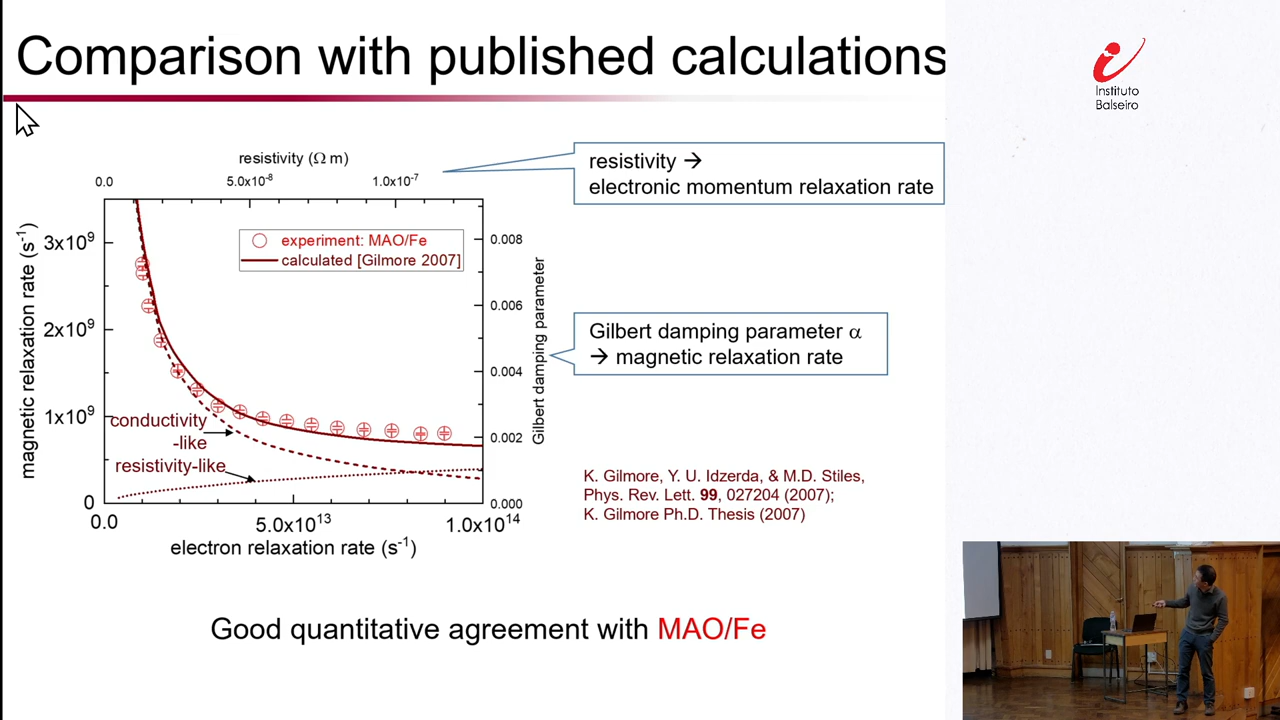 Comparison with published calculations
Instituto
Balseiro
resistivity (Ω m)
0.0
5.0x10⁻⁸
1.0x10⁻⁷
resistivity →
electronic momentum relaxation rate
magnetic relaxation rate (s⁻¹)
3x10⁹
2x10⁹
1x10⁹
0
experiment: MAO/Fe
calculated [Gilmore 2007]
conductivity
-like
resistivity-like
0.008
0.006
0.004
0.002
0.000
Gilbert damping parameter
Gilbert damping parameter α
→ magnetic relaxation rate
0.0
5.0x10¹³
1.0x10¹⁴
electron relaxation rate (s⁻¹)
K. Gilmore, Y. U. Idzerda, & M.D. Stiles,
Phys. Rev. Lett. 99, 027204 (2007);
K. Gilmore Ph.D. Thesis (2007)
Good quantitative agreement with MAO/Fe